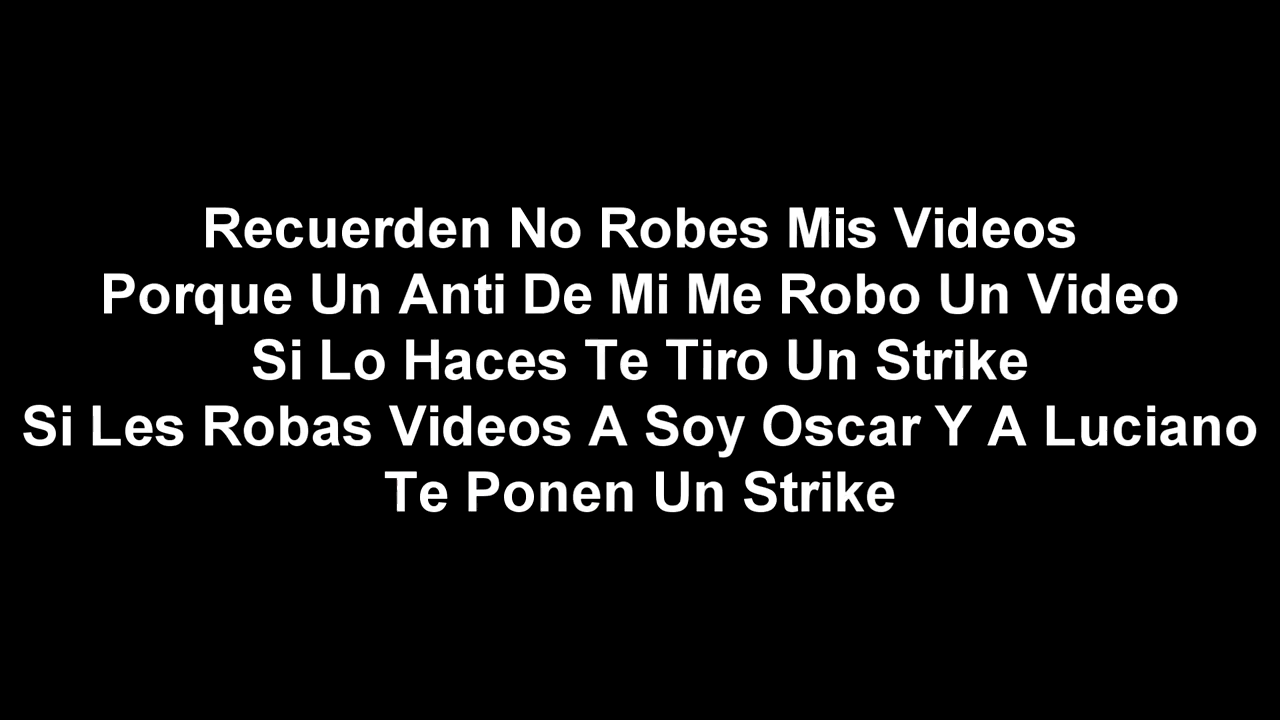 Recuerden No Robes Mis Videos
Porque Un Anti De Mi Me Robo Un Video
Si Lo Haces Te Tiro Un Strike
Si Les Robas Videos A Soy Oscar Y A Luciano
Te Ponen Un Strike